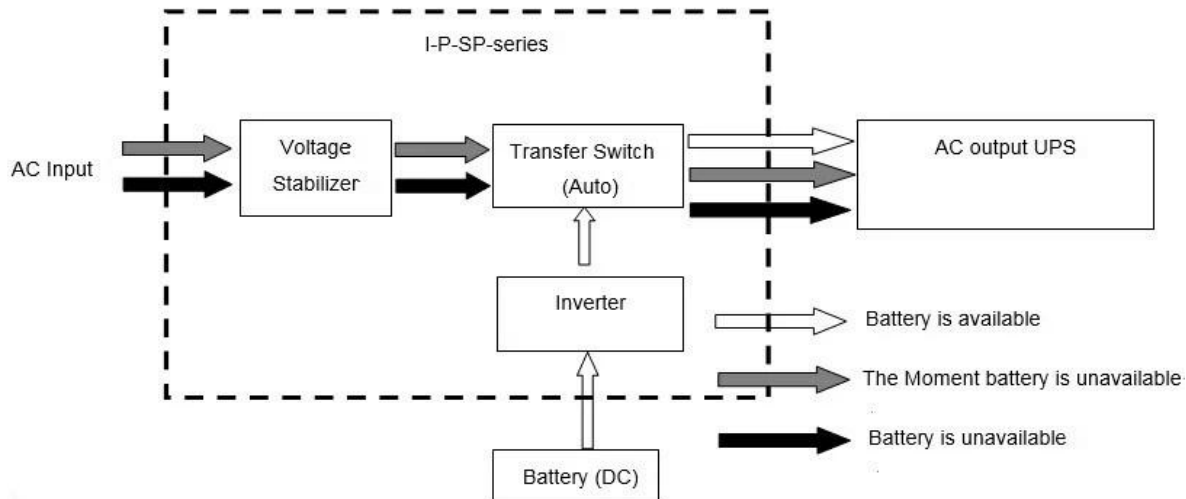 I-P-SP-series
AC Input
Voltage
Stabilizer
Transfer Switch
(Auto)
AC output UPS
Inverter
Battery (DC)
Battery is available
The Moment battery is unavailable
Battery is unavailable